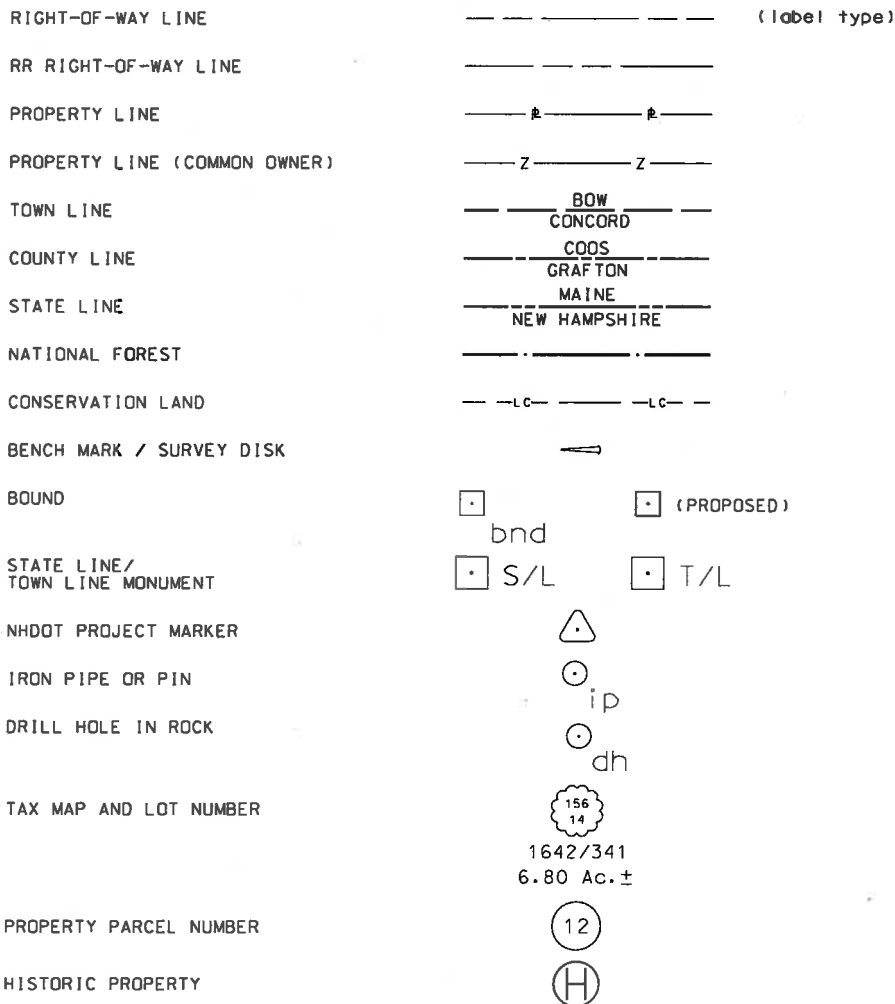 RIGHT-OF-WAY LINE (label type)
RR RIGHT-OF-WAY LINE
PROPERTY LINE ⅊ ⅊
PROPERTY LINE (COMMON OWNER) Z Z
TOWN LINE BOW
CONCORD
COUNTY LINE COOS
GRAFTON
STATE LINE MAINE
NEW HAMPSHIRE
NATIONAL FOREST
CONSERVATION LAND LC LC
BENCH MARK / SURVEY DISK
BOUND bnd (PROPOSED)
STATE LINE/
TOWN LINE MONUMENT S/L T/L
NHDOT PROJECT MARKER
IRON PIPE OR PIN ip
DRILL HOLE IN ROCK dh
TAX MAP AND LOT NUMBER 156
14
1642/341
6.80 Ac.±
PROPERTY PARCEL NUMBER 12
HISTORIC PROPERTY H